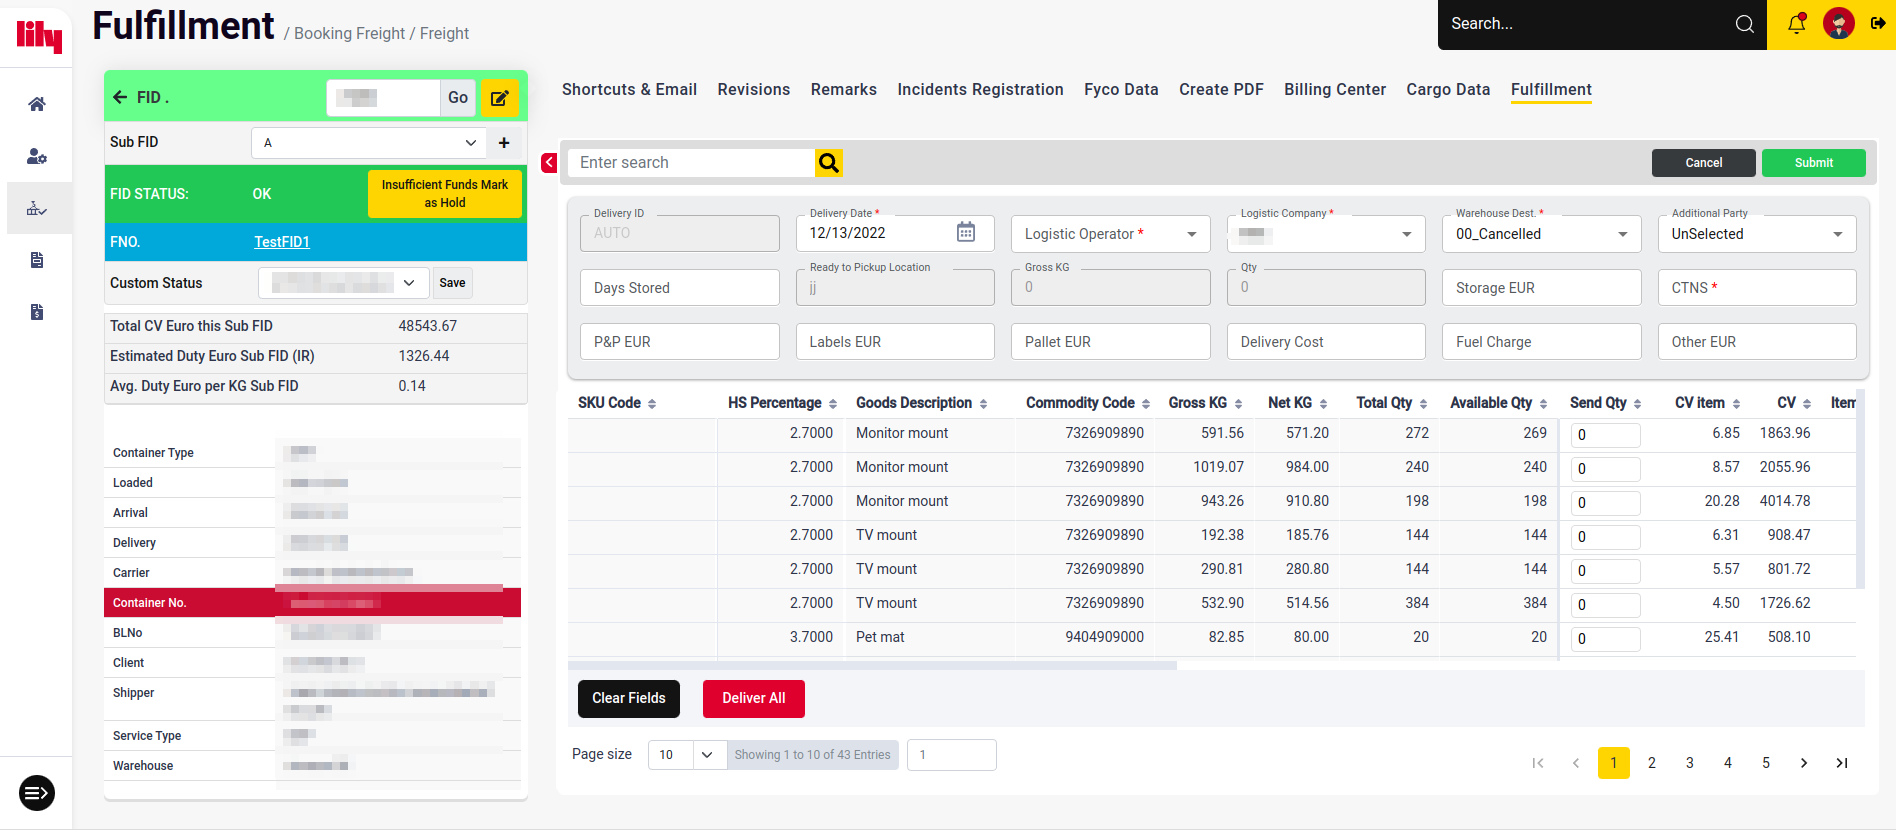 lily
Fulfillment / Booking Freight / Freight
Search...
FID .
Go
Sub FID
A
+
FID STATUS:
OK
Insufficient Funds Mark
as Hold
FNO.
TestFID1
Custom Status
Save
Total CV Euro this Sub FID 48543.67
Estimated Duty Euro Sub FID (IR) 1326.44
Avg. Duty Euro per KG Sub FID 0.14
Container Type
Loaded
Arrival
Delivery
Carrier
Container No.
BLNo
Client
Shipper
Service Type
Warehouse
Shortcuts & Email Revisions Remarks Incidents Registration Fyco Data Create PDF Billing Center Cargo Data Fulfillment
Enter search
Cancel
Submit
Delivery ID
AUTO
Delivery Date *
12/13/2022
Logistic Operator *
Logistic Company *
Warehouse Dest. *
00_Cancelled
Additional Party
UnSelected
Days Stored
Ready to Pickup Location
jj
Gross KG
0
Qty
0
Storage EUR
CTNS *
P&P EUR
Labels EUR
Pallet EUR
Delivery Cost
Fuel Charge
Other EUR
SKU Code HS Percentage Goods Description Commodity Code Gross KG Net KG Total Qty Available Qty Send Qty CV item CV Item
2.7000 Monitor mount 7326909890 591.56 571.20 272 269 0 6.85 1863.96
2.7000 Monitor mount 7326909890 1019.07 984.00 240 240 0 8.57 2055.96
2.7000 Monitor mount 7326909890 943.26 910.80 198 198 0 20.28 4014.78
2.7000 TV mount 7326909890 192.38 185.76 144 144 0 6.31 908.47
2.7000 TV mount 7326909890 290.81 280.80 144 144 0 5.57 801.72
2.7000 TV mount 7326909890 532.90 514.56 384 384 0 4.50 1726.62
3.7000 Pet mat 9404909000 82.85 80.00 20 20 0 25.41 508.10
Clear Fields
Deliver All
Page size 10 Showing 1 to 10 of 43 Entries 1
1 2 3 4 5